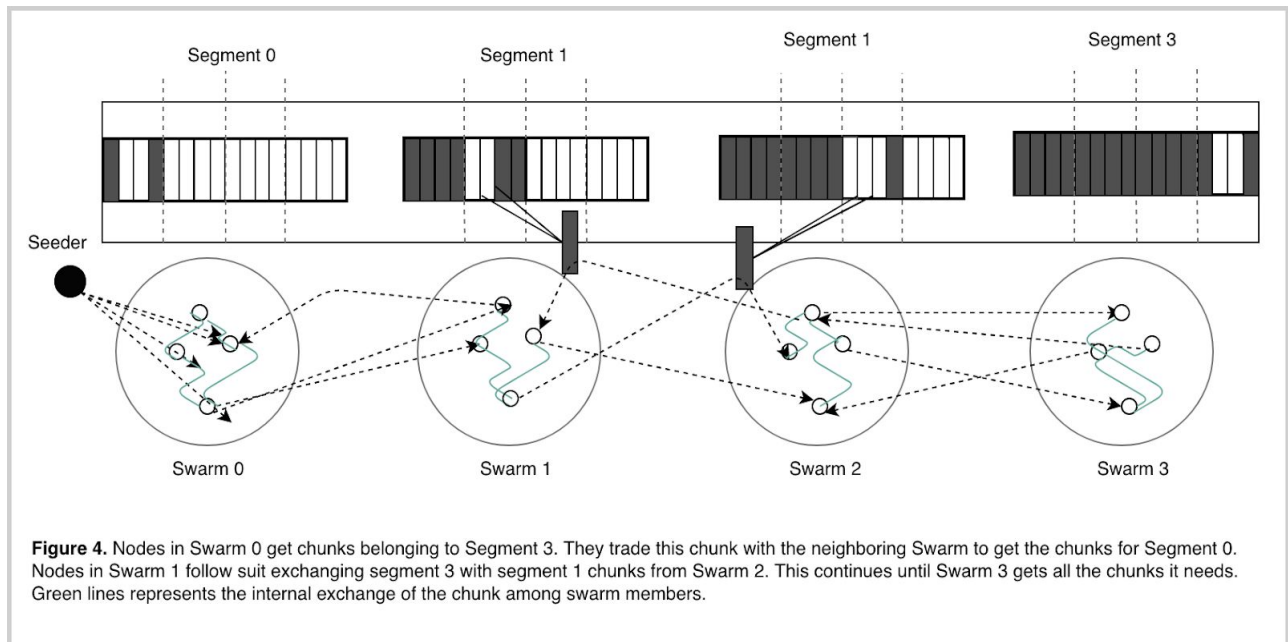 Segment 0
Segment 1
Segment 1
Segment 3
Seeder
Swarm 0
Swarm 1
Swarm 2
Swarm 3
Figure 4. Nodes in Swarm 0 get chunks belonging to Segment 3. They trade this chunk with the neighboring Swarm to get the chunks for Segment 0.
Nodes in Swarm 1 follow suit exchanging segment 3 with segment 1 chunks from Swarm 2. This continues until Swarm 3 gets all the chunks it needs.
Green lines represents the internal exchange of the chunk among swarm members.